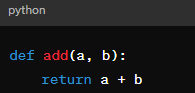 python
def add(a, b):
    return a + b